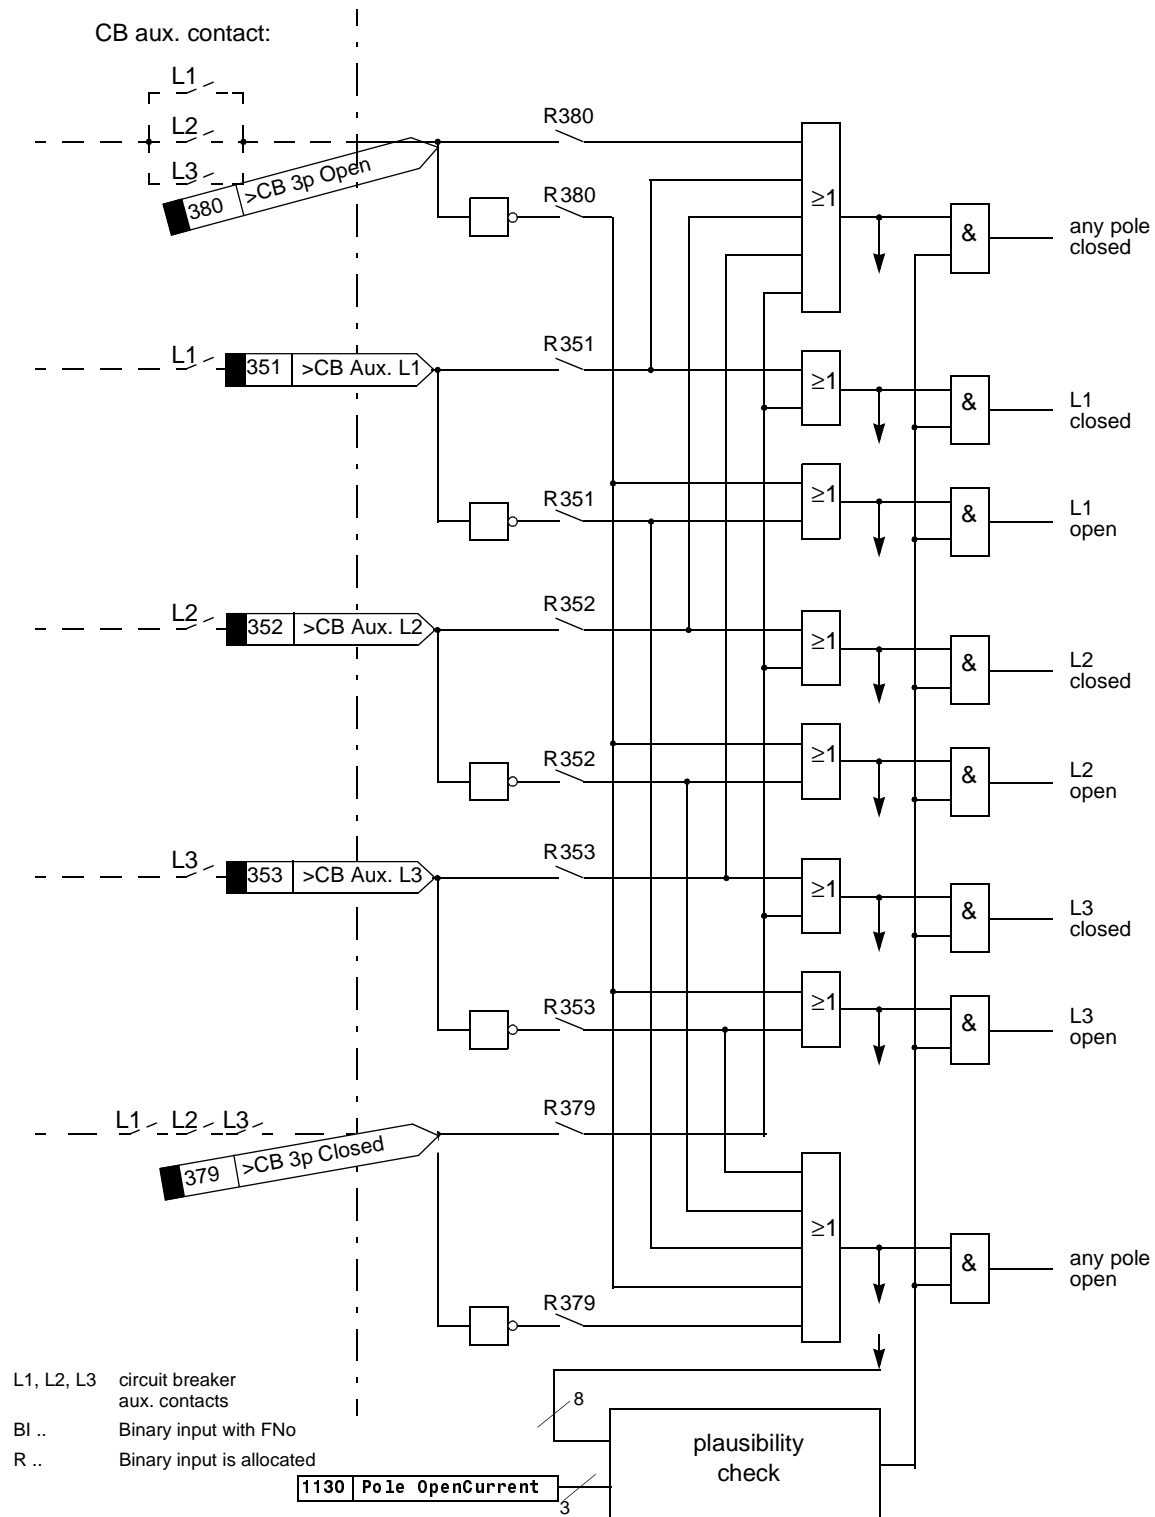 CB aux. contact:
L1
L2
L3
380 >CB 3p Open
R380
R380
≥1
&
any pole
closed
L1
351 >CB Aux. L1
R351
≥1
&
L1
closed
R351
≥1
&
L1
open
L2
352 >CB Aux. L2
R352
≥1
&
L2
closed
R352
≥1
&
L2
open
L3
353 >CB Aux. L3
R353
≥1
&
L3
closed
R353
≥1
&
L3
open
L1 L2 L3
379 >CB 3p Closed
R379
≥1
&
any pole
open
R379
L1, L2, L3 circuit breaker
aux. contacts
BI .. Binary input with FNo
R .. Binary input is allocated
8
plausibility
check
1130 Pole OpenCurrent
3